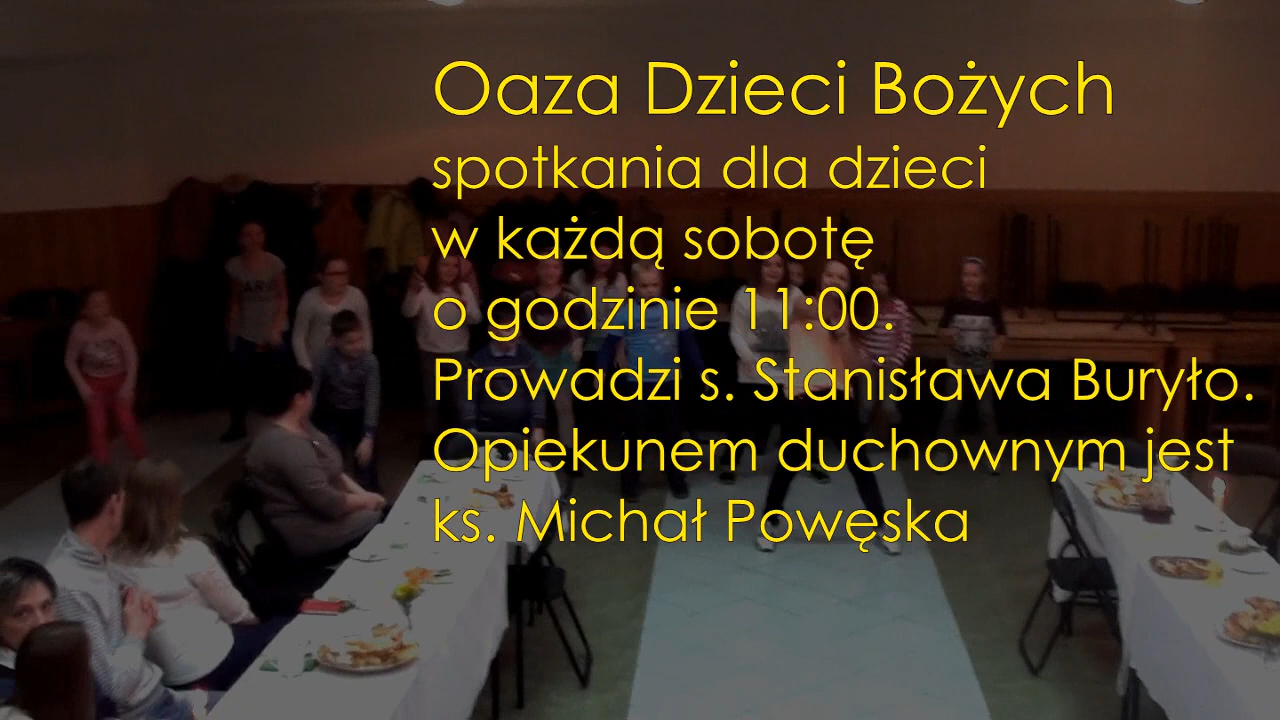 Oaza Dzieci Bożych
spotkania dla dzieci
w każdą sobotę
o godzinie 11:00.
Prowadzi s. Stanisława Buryło.
Opiekunem duchownym jest
ks. Michał Powęska